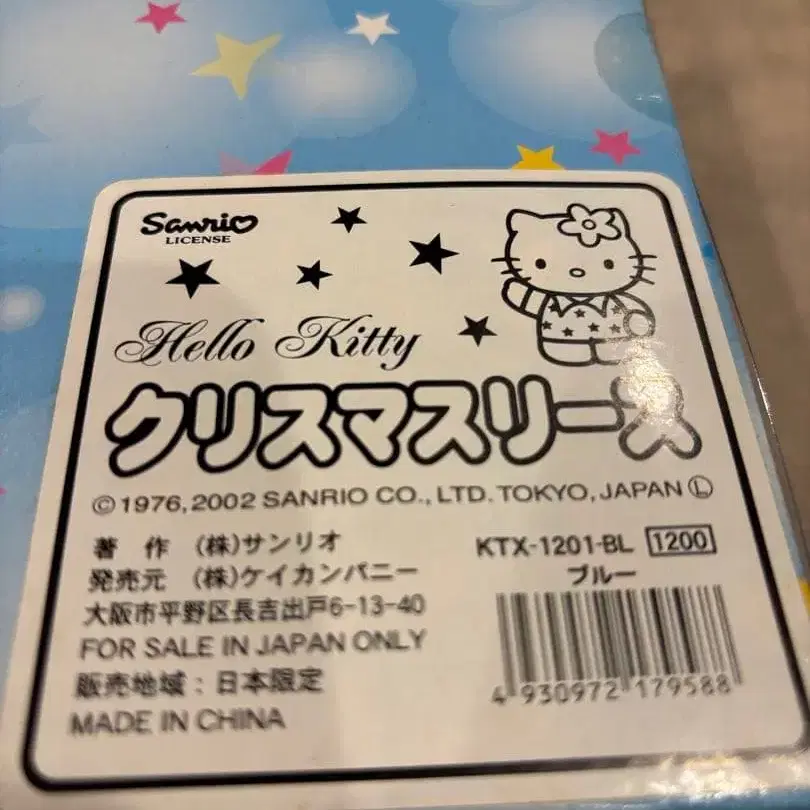 Sanrio
LICENSE
Hello Kitty
クリスマスリース
©1976,2002 SANRIO CO.,LTD. TOKYO,JAPAN Ⓛ
著 作 (株)サンリオ
発売元 (株)ケイカンパニー
大阪市平野区長吉出戸6-13-40
FOR SALE IN JAPAN ONLY
販売地域:日本限定
MADE IN CHINA
KTX-1201-BL 1200
ブルー
4 930972 179588